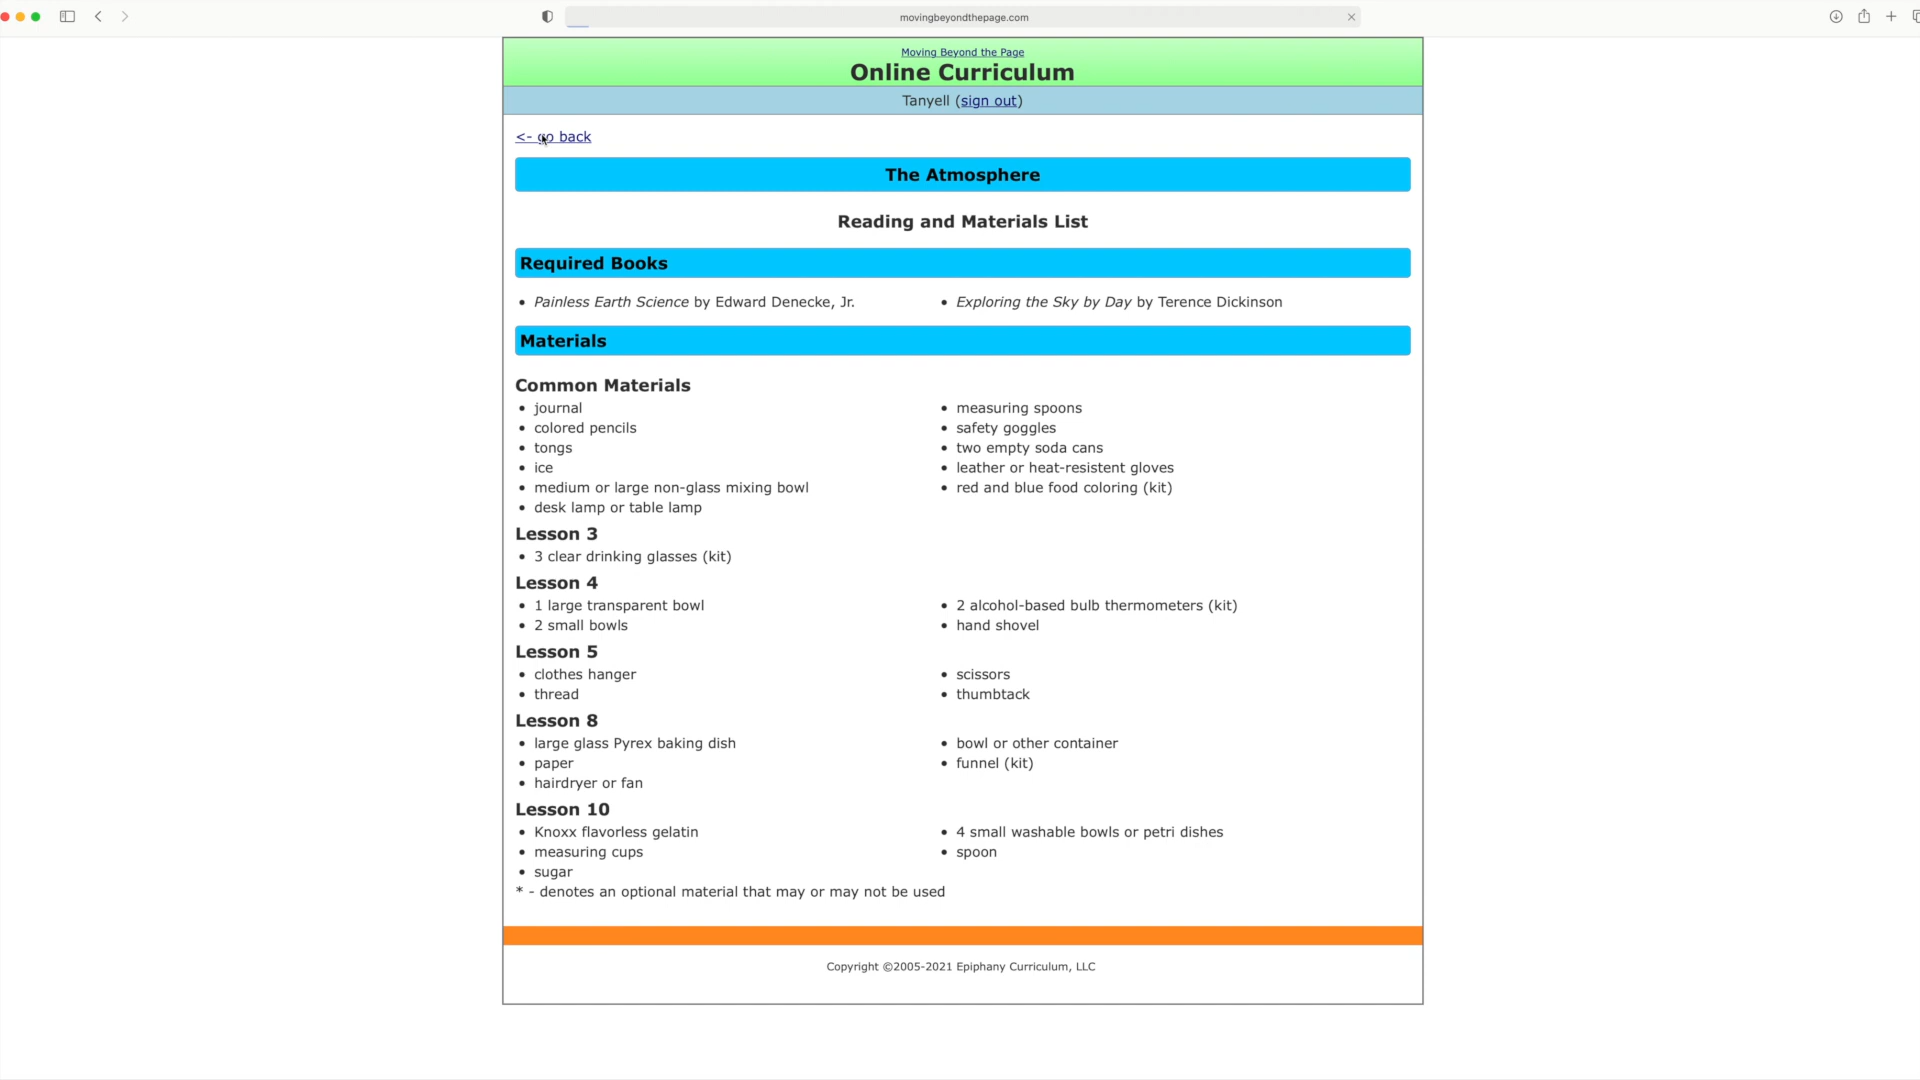 movingbeyondthepage.com
Moving Beyond the Page
Online Curriculum
Tanyell (sign out)
<- go back
The Atmosphere
Reading and Materials List
Required Books
• Painless Earth Science by Edward Denecke, Jr.
• Exploring the Sky by Day by Terence Dickinson
Materials
Common Materials
• journal
• colored pencils
• tongs
• ice
• medium or large non-glass mixing bowl
• desk lamp or table lamp
• measuring spoons
• safety goggles
• two empty soda cans
• leather or heat-resistent gloves
• red and blue food coloring (kit)
Lesson 3
• 3 clear drinking glasses (kit)
Lesson 4
• 1 large transparent bowl
• 2 small bowls
• 2 alcohol-based bulb thermometers (kit)
• hand shovel
Lesson 5
• clothes hanger
• thread
• scissors
• thumbtack
Lesson 8
• large glass Pyrex baking dish
• paper
• hairdryer or fan
• bowl or other container
• funnel (kit)
Lesson 10
• Knoxx flavorless gelatin
• measuring cups
• sugar
• 4 small washable bowls or petri dishes
• spoon
* - denotes an optional material that may or may not be used
Copyright ©2005-2021 Epiphany Curriculum, LLC